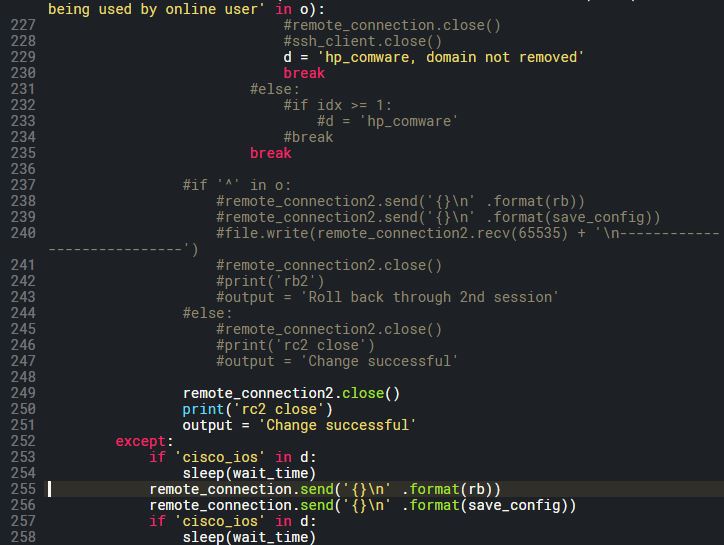 being used by online user' in o):
227 #remote_connection.close()
228 #ssh_client.close()
229 d = 'hp_comware, domain not removed'
230 break
231 #else:
232 #if idx >= 1:
233 #d = 'hp_comware'
234 #break
235 break
236
237 #if '^' in o:
238 #remote_connection2.send('{}\n' .format(rb))
239 #remote_connection2.send('{}\n' .format(save_config))
240 #file.write(remote_connection2.recv(65535) + '\n------------
----------------')
241 #remote_connection2.close()
242 #print('rb2')
243 #output = 'Roll back through 2nd session'
244 #else:
245 #remote_connection2.close()
246 #print('rc2 close')
247 #output = 'Change successful'
248
249 remote_connection2.close()
250 print('rc2 close')
251 output = 'Change successful'
252 except:
253 if 'cisco_ios' in d:
254 sleep(wait_time)
255 remote_connection.send('{}\n' .format(rb))
256 remote_connection.send('{}\n' .format(save_config))
257 if 'cisco_ios' in d:
258 sleep(wait_time)